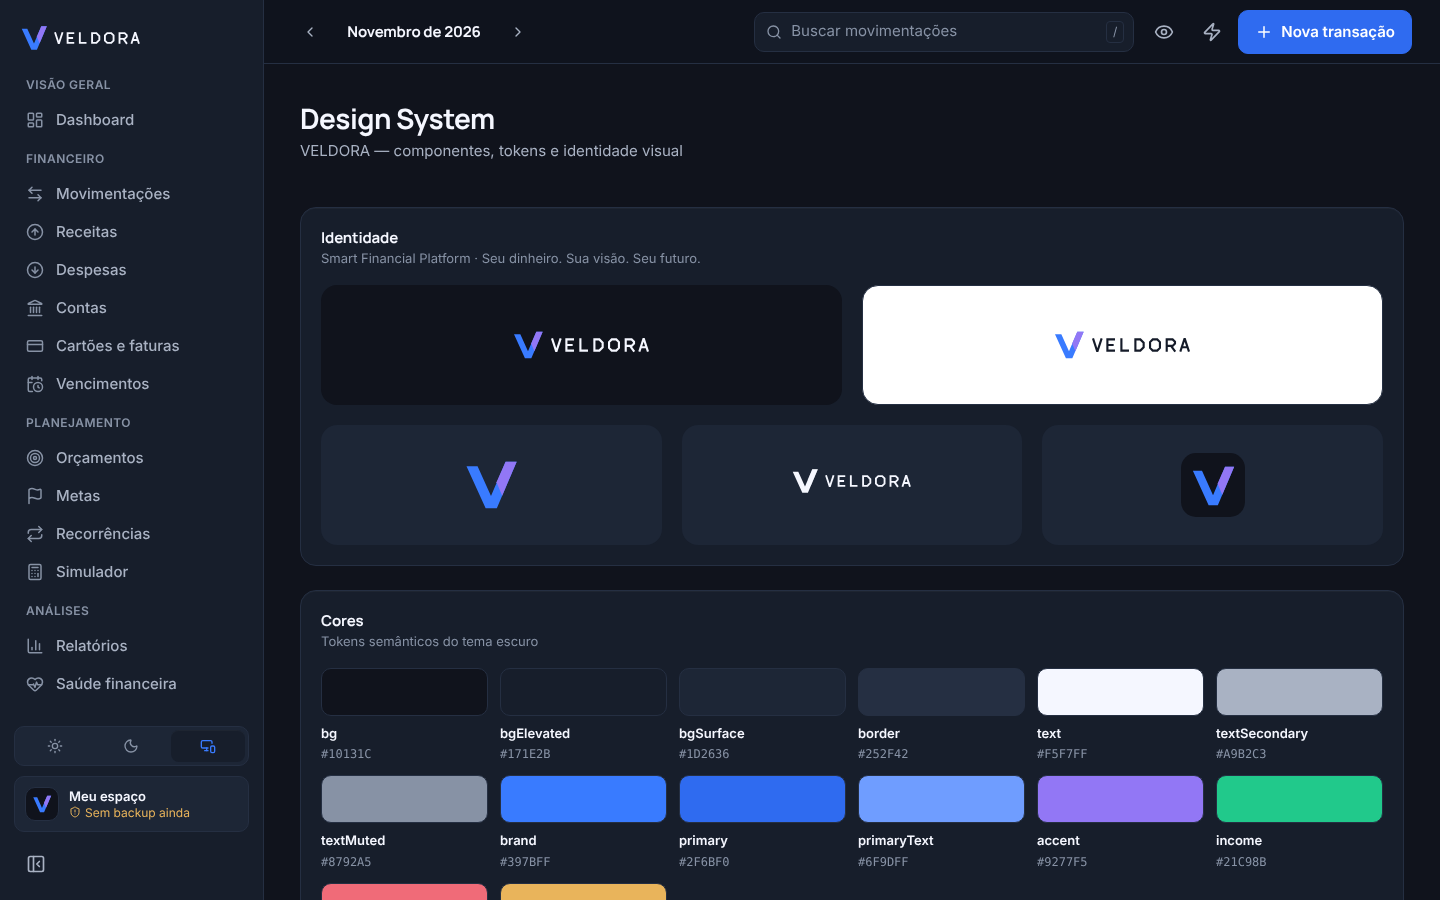 VELDORA
VISÃO GERAL
Dashboard
FINANCEIRO
Movimentações
Receitas
Despesas
Contas
Cartões e faturas
Vencimentos
PLANEJAMENTO
Orçamentos
Metas
Recorrências
Simulador
ANÁLISES
Relatórios
Saúde financeira
Meu espaço
Sem backup ainda
Novembro de 2026
Buscar movimentações
/
Nova transação
Design System
VELDORA — componentes, tokens e identidade visual
Identidade
Smart Financial Platform · Seu dinheiro. Sua visão. Seu futuro.
VELDORA
VELDORA
VELDORA
Cores
Tokens semânticos do tema escuro
bg
#10131C
bgElevated
#171E2B
bgSurface
#1D2636
border
#252F42
text
#F5F7FF
textSecondary
#A9B2C3
textMuted
#8792A5
brand
#397BFF
primary
#2F6BF0
primaryText
#6F9DFF
accent
#9277F5
income
#21C98B